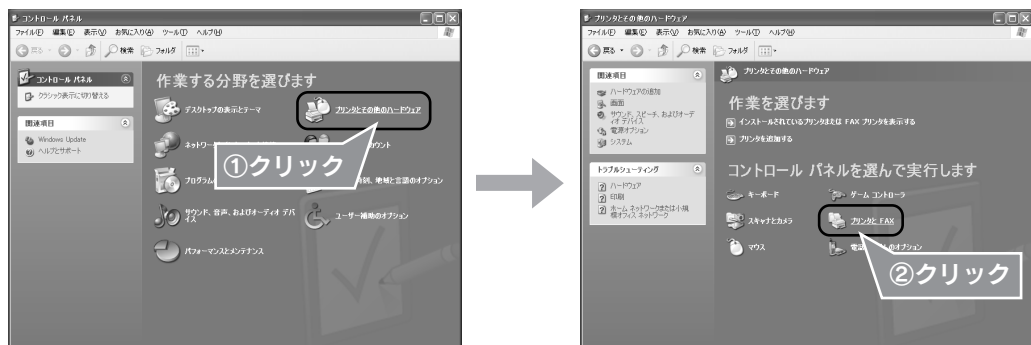 コントロール パネル
ファイル(F) 編集(E) 表示(V) お気に入り(A) ツール(T) ヘルプ(H)
戻る 検索 フォルダ
コントロール パネル
クラシック表示に切り替える
関連項目
Windows Update
ヘルプとサポート
作業する分野を選びます
デスクトップの表示とテーマ
プリンタとその他のハードウェア
ネットワー
カウント
プログラム
地域と言語のオプション
サウンド、音声、およびオーディオ デバイス
ユーザー補助のオプション
パフォーマンスとメンテナンス
①クリック
プリンタとその他のハードウェア
ファイル(F) 編集(E) 表示(V) お気に入り(A) ツール(T) ヘルプ(H)
戻る 検索 フォルダ
関連項目
ハードウェアの追加
画面
サウンド、スピーチ、およびオーディオ デバイス
電源オプション
システム
トラブルシューティング
ハードウェア
印刷
ホーム ネットワークまたは小規模オフィス ネットワーク
プリンタとその他のハードウェア
作業を選びます
インストールされているプリンタまたは FAX プリンタを表示する
プリンタを追加する
コントロール パネルを選んで実行します
キーボード
ゲーム コントローラ
スキャナとカメラ
プリンタと FAX
マウス
のオプション
②クリック